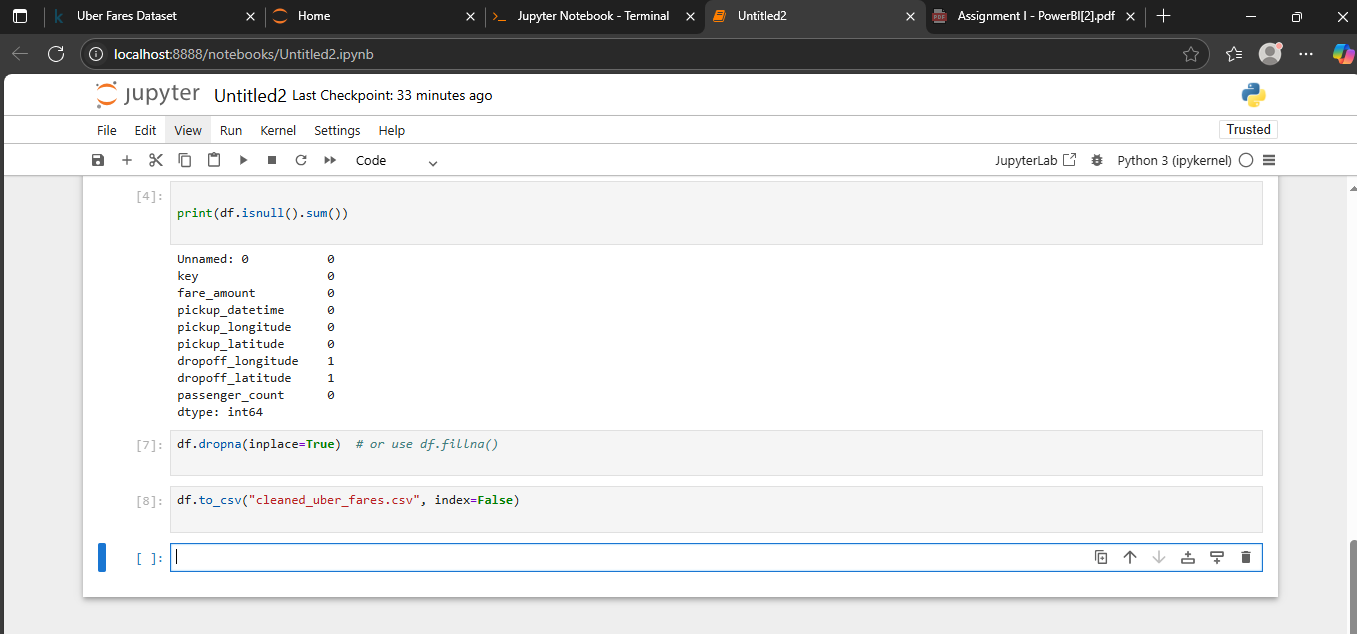 Uber Fares Dataset
Home
Jupyter Notebook - Terminal
Untitled2
PDF
Assignment I - PowerBI[2].pdf
localhost:8888/notebooks/Untitled2.ipynb
jupyter Untitled2 Last Checkpoint: 33 minutes ago
File Edit View Run Kernel Settings Help
Trusted
Code
JupyterLab
Python 3 (ipykernel)
[4]:
print(df.isnull().sum())
Unnamed: 0 0
key 0
fare_amount 0
pickup_datetime 0
pickup_longitude 0
pickup_latitude 0
dropoff_longitude 1
dropoff_latitude 1
passenger_count 0
dtype: int64
[7]: df.dropna(inplace=True) # or use df.fillna()
[8]: df.to_csv("cleaned_uber_fares.csv", index=False)
[ ]: